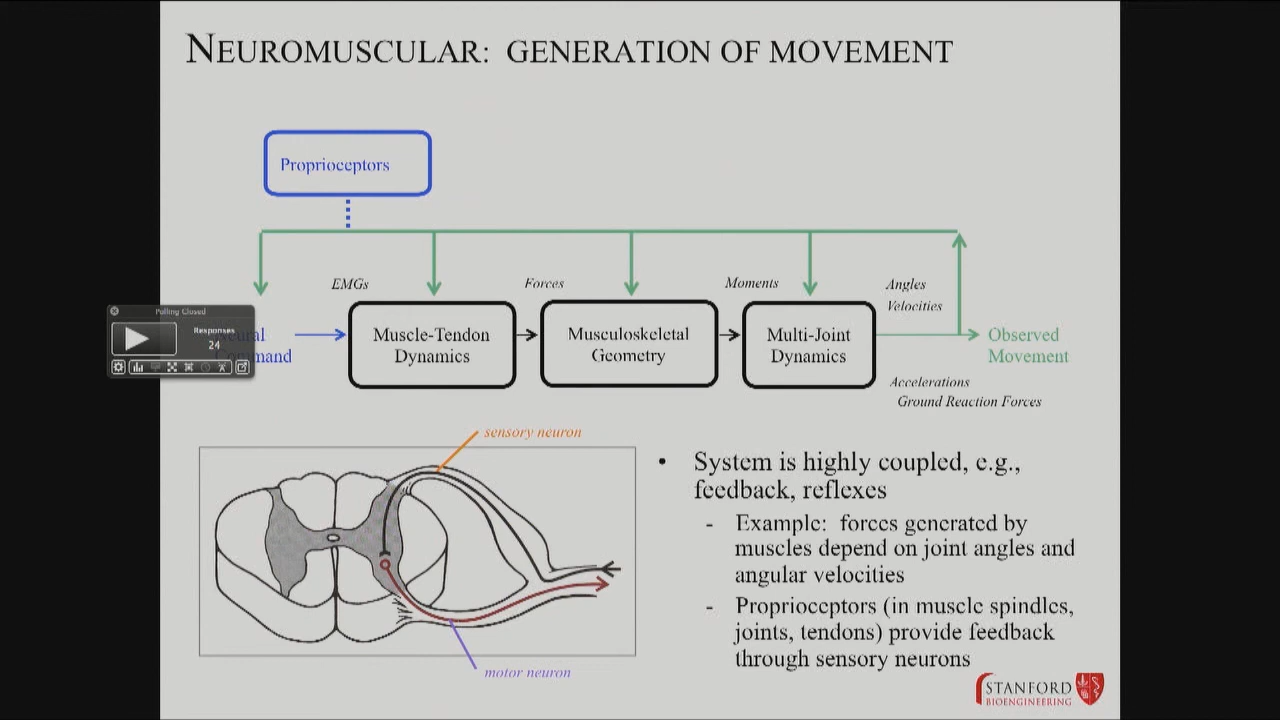 NEUROMUSCULAR: GENERATION OF MOVEMENT
Proprioceptors
EMGs
Forces
Moments
Angles
Velocities
Polling Closed
Responses
24
Neural
Command
Muscle-Tendon
Dynamics
Musculoskeletal
Geometry
Multi-Joint
Dynamics
Observed
Movement
Accelerations
Ground Reaction Forces
sensory neuron
motor neuron
• System is highly coupled, e.g.,
feedback, reflexes
- Example: forces generated by
muscles depend on joint angles and
angular velocities
- Proprioceptors (in muscle spindles,
joints, tendons) provide feedback
through sensory neurons
STANFORD
BIOENGINEERING